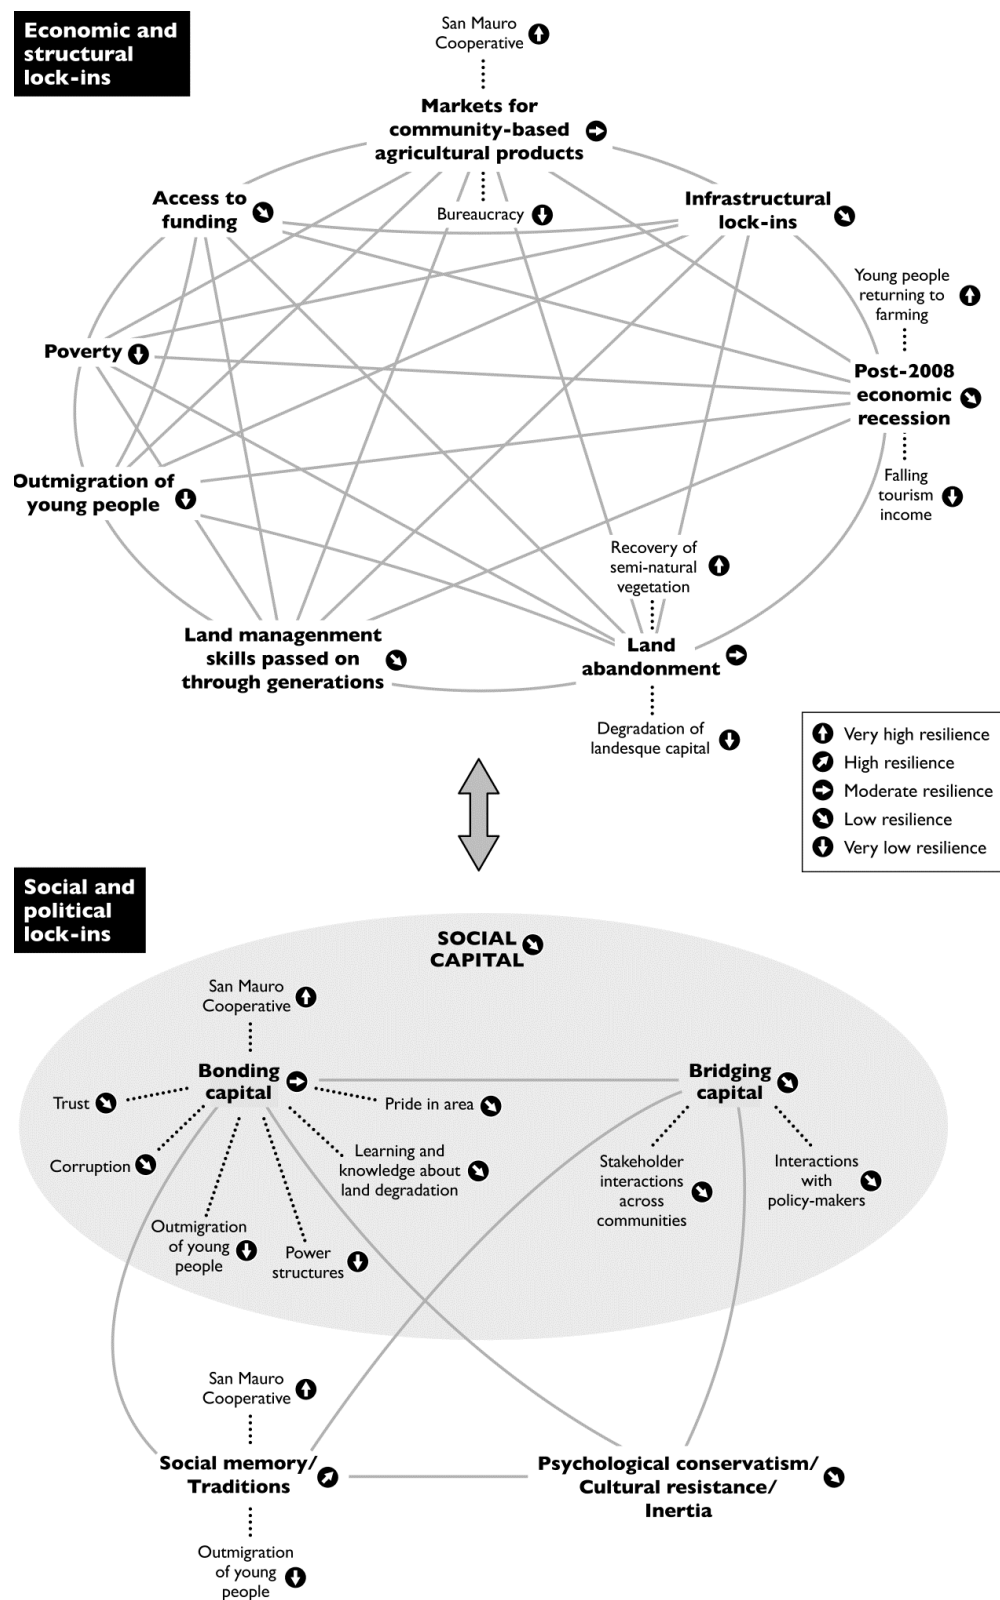 Economic and
structural
lock-ins
San Mauro
Cooperative
Markets for
community-based
agricultural products
Access to
funding
Bureaucracy
Infrastructural
lock-ins
Young people
returning to
farming
Poverty
Post-2008
economic
recession
Outmigration of
young people
Falling
tourism
income
Recovery of
semi-natural
vegetation
Land managenment
skills passed on
through generations
Land
abandonment
Degradation of
landesque capital
Very high resilience
High resilience
Moderate resilience
Low resilience
Very low resilience
Social and
political
lock-ins
SOCIAL
CAPITAL
San Mauro
Cooperative
Bonding
capital
Bridging
capital
Trust
Pride in area
Corruption
Learning and
knowledge about
land degradation
Stakeholder
interactions
across
communities
Interactions
with
policy-makers
Outmigration
of young
people
Power
structures
San Mauro
Cooperative
Social memory/
Traditions
Psychological conservatism/
Cultural resistance/
Inertia
Outmigration
of young
people